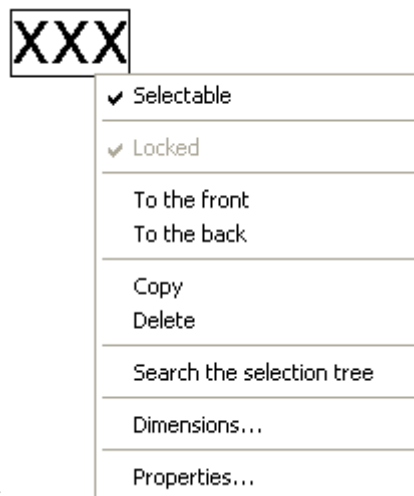 XXX
Selectable
Locked
To the front
To the back
Copy
Delete
Search the selection tree
Dimensions...
Properties...